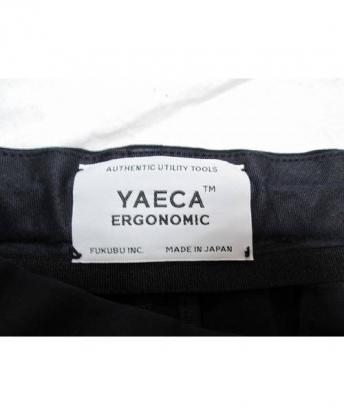 AUTHENTIC UTILITY TOOLS
YAECA™
ERGONOMIC
FUKUBU INC. MADE IN JAPAN